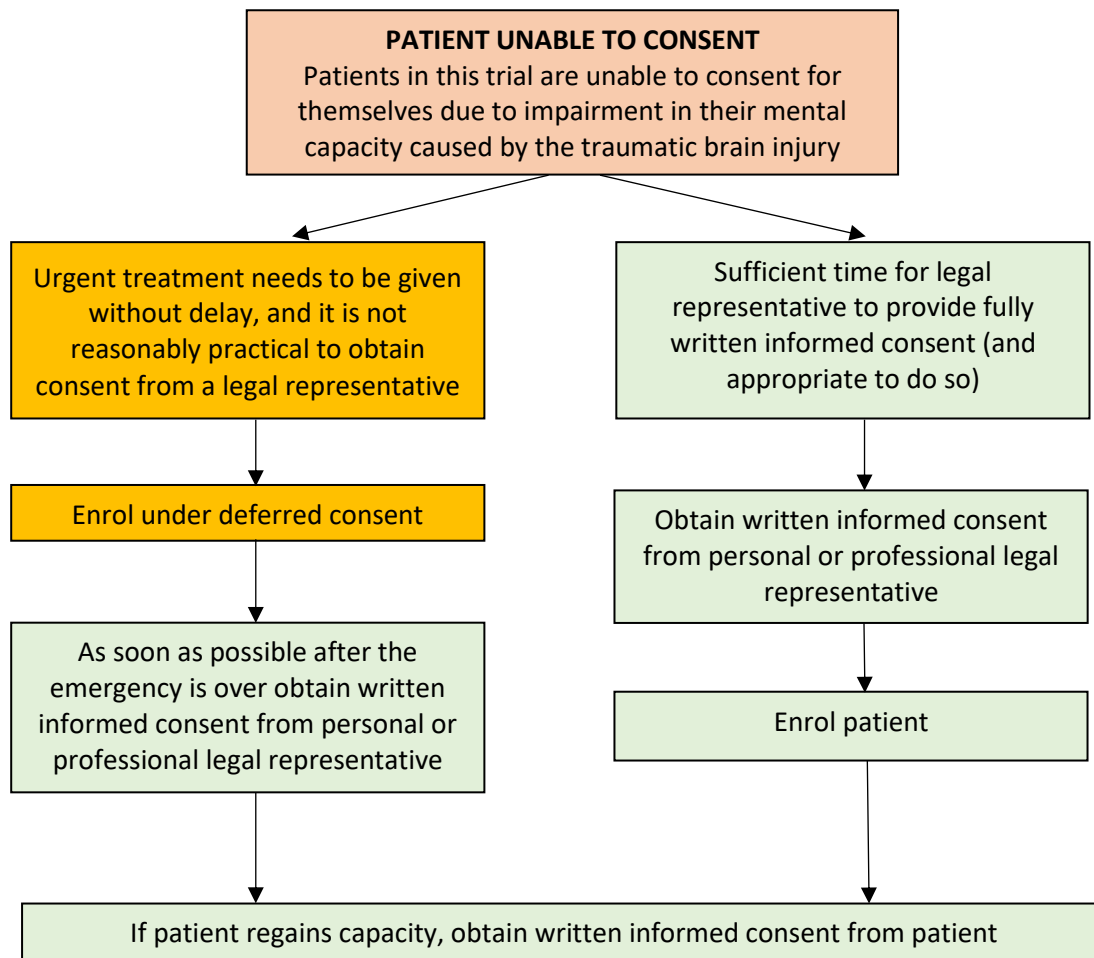 PATIENT UNABLE TO CONSENT
Patients in this trial are unable to consent for
themselves due to impairment in their mental
capacity caused by the traumatic brain injury
Urgent treatment needs to be given
without delay, and it is not
reasonably practical to obtain
consent from a legal representative
Enrol under deferred consent
As soon as possible after the
emergency is over obtain written
informed consent from personal or
professional legal representative
Sufficient time for legal
representative to provide fully
written informed consent (and
appropriate to do so)
Obtain written informed consent
from personal or professional legal
representative
Enrol patient
If patient regains capacity, obtain written informed consent from patient